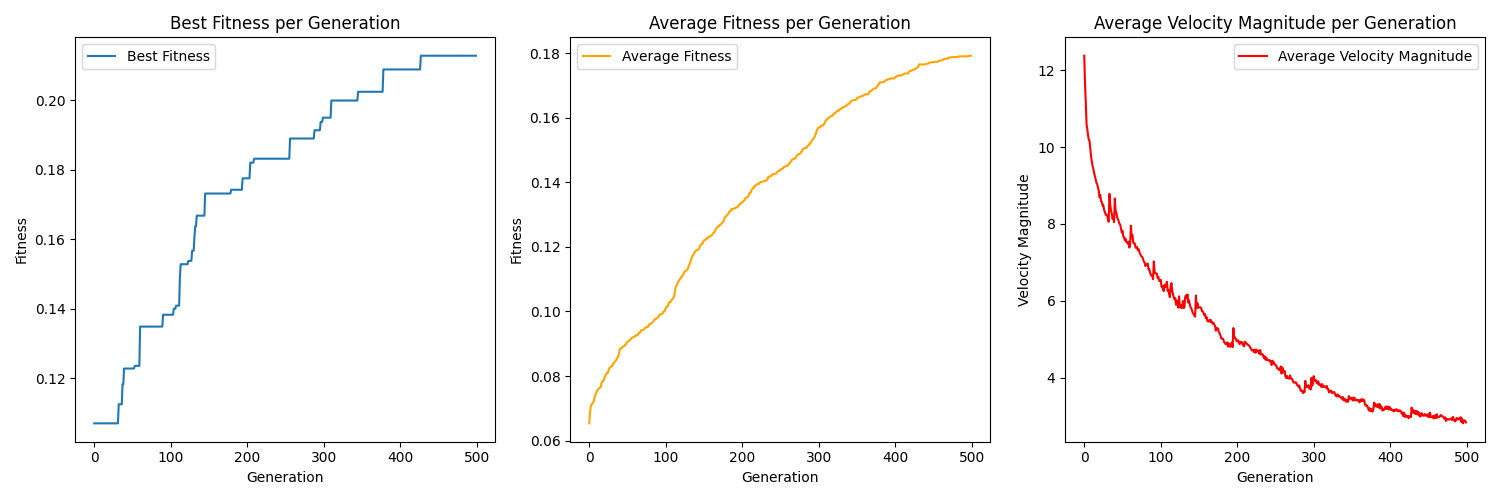 Best Fitness per Generation
Best Fitness
Fitness
0.20
0.18
0.16
0.14
0.12
0
100
200
300
400
500
Generation
Average Fitness per Generation
Average Fitness
Fitness
0.18
0.16
0.14
0.12
0.10
0.08
0.06
0
100
200
300
400
500
Generation
Average Velocity Magnitude per Generation
Average Velocity Magnitude
Velocity Magnitude
12
10
8
6
4
0
100
200
300
400
500
Generation